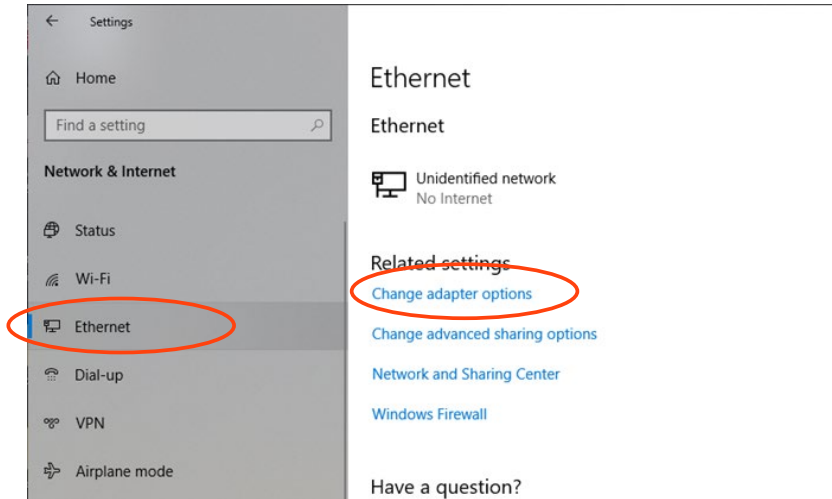 Settings
Home
Find a setting
Network & Internet
Status
Wi-Fi
Ethernet
Dial-up
VPN
Airplane mode
Ethernet
Ethernet
Unidentified network
No Internet
Related settings
Change adapter options
Change advanced sharing options
Network and Sharing Center
Windows Firewall
Have a question?